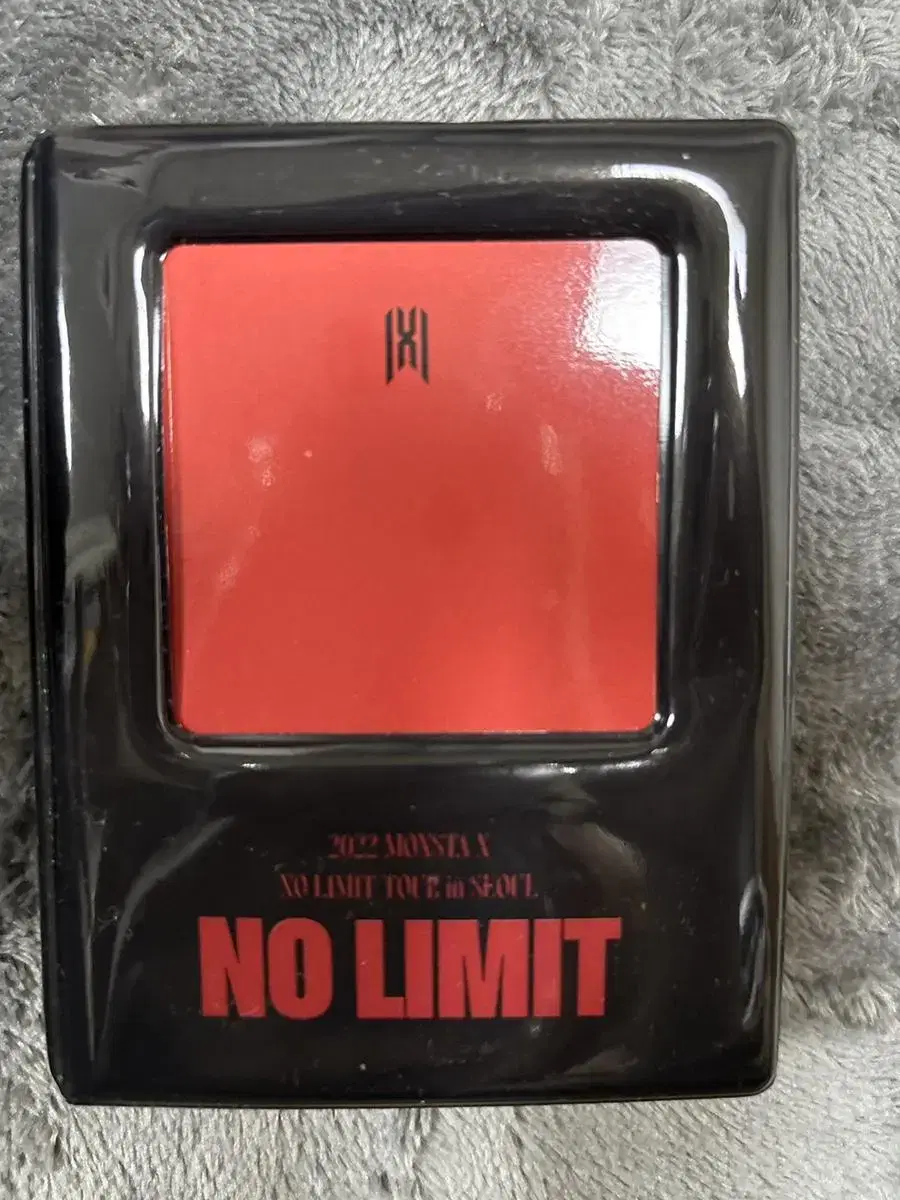 2022 MONSTA X
NO LIMIT TOUR in SEOUL
NO LIMIT